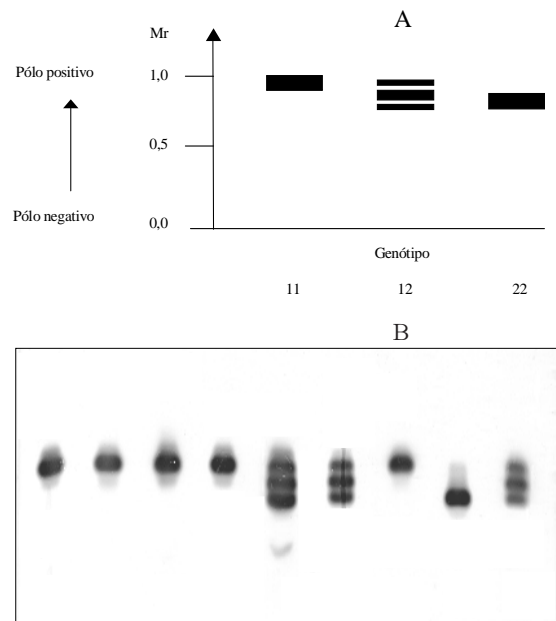 A
Mr
Pólo positivo
1,0
0,5
Pólo negativo
0,0
Genótipo
11 12 22
B